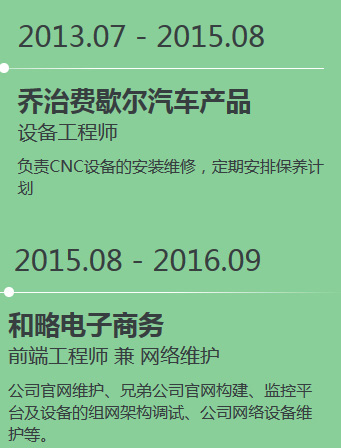 2013.07 - 2015.08
乔治费歇尔汽车产品
设备工程师
负责CNC设备的安装维修，定期安排保养计
划
2015.08 - 2016.09
和略电子商务
前端工程师 兼 网络维护
公司官网维护、兄弟公司官网构建、监控平
台及设备的组网架构调试、公司网络设备维
护等。